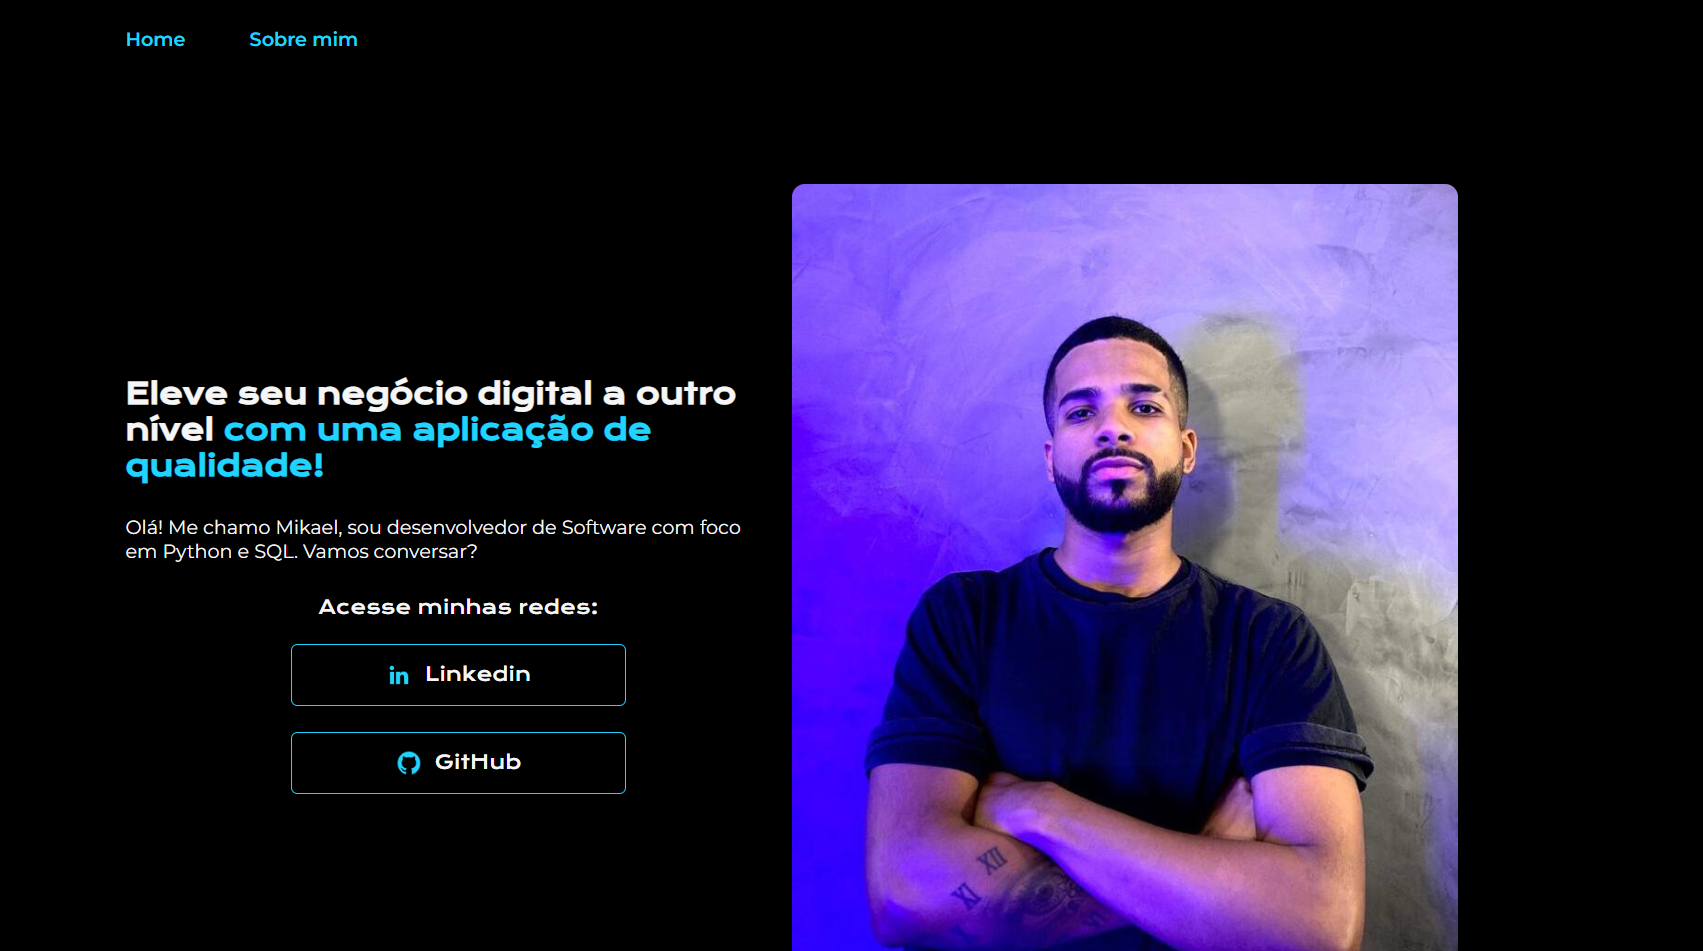 Home Sobre mim
Eleve seu negócio digital a outro
nível com uma aplicação de
qualidade!
Olá! Me chamo Mikael, sou desenvolvedor de Software com foco
em Python e SQL. Vamos conversar?
Acesse minhas redes:
in Linkedin
GitHub
XII
IX